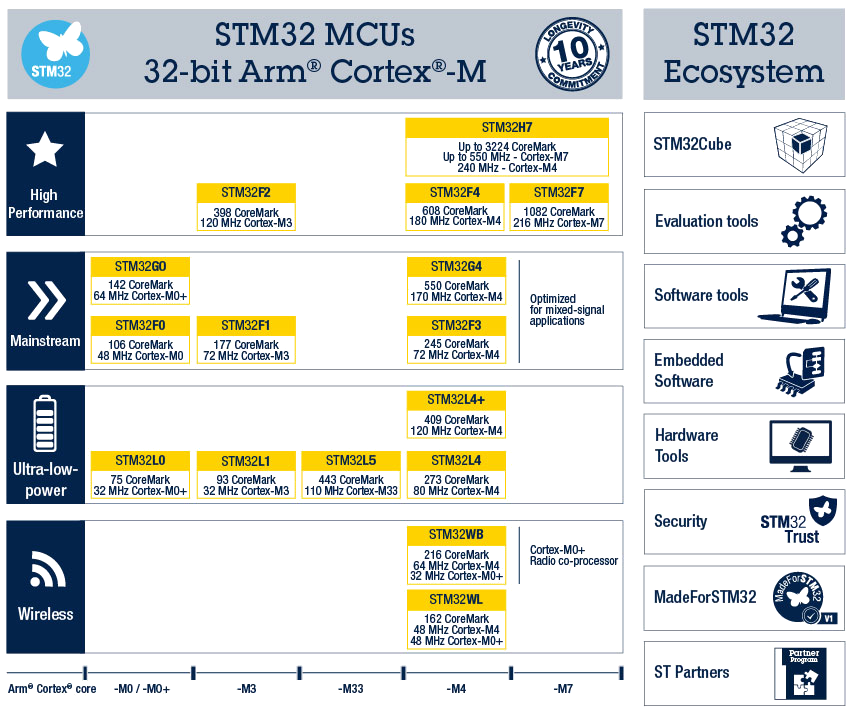 STM32
STM32 MCUs
32-bit Arm® Cortex®-M
LONGEVITY
10
YEARS
COMMITMENT
STM32
Ecosystem
High
Performance
STM32H7
Up to 3224 CoreMark
Up to 550 MHz - Cortex-M7
240 MHz - Cortex-M4
STM32F2
398 CoreMark
120 MHz Cortex-M3
STM32F4
608 CoreMark
180 MHz Cortex-M4
STM32F7
1082 CoreMark
216 MHz Cortex-M7
Mainstream
STM32G0
142 CoreMark
64 MHz Cortex-M0+
STM32G4
550 CoreMark
170 MHz Cortex-M4
Optimized
for mixed-signal
applications
STM32F0
106 CoreMark
48 MHz Cortex-M0
STM32F1
177 CoreMark
72 MHz Cortex-M3
STM32F3
245 CoreMark
72 MHz Cortex-M4
Ultra-low-
power
STM32L4+
409 CoreMark
120 MHz Cortex-M4
STM32L0
75 CoreMark
32 MHz Cortex-M0+
STM32L1
93 CoreMark
32 MHz Cortex-M3
STM32L5
443 CoreMark
110 MHz Cortex-M33
STM32L4
273 CoreMark
80 MHz Cortex-M4
Wireless
STM32WB
216 CoreMark
64 MHz Cortex-M4
32 MHz Cortex-M0+
Cortex-M0+
Radio co-processor
STM32WL
162 CoreMark
48 MHz Cortex-M4
48 MHz Cortex-M0+
Arm® Cortex® core
-M0 / -M0+
-M3
-M33
-M4
-M7
STM32Cube
Evaluation tools
Software tools
Embedded
Software
Hardware
Tools
Security
STM32
Trust
MadeForSTM32
MadeForSTM32
V1
ST Partners
Partner
Program